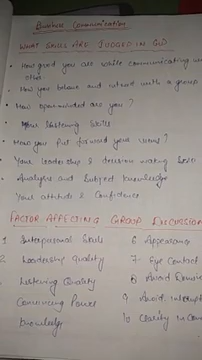 Business Communication
WHAT SKILLS ARE JUDGED IN GD
• How good you are while communicating with
other
• How you behave and interact with a group
• How open minded are you ?
• Your listening skills
How you Put forward your views ?
• Your leadership & decision making Skills
• Analysis and Subject knowledge
Your attitude & Confidence
FACTOR AFFECTING GROUP DISCUSSION
1 Interpersonal Skills
2 Leadership Quality
Listening Quality
Convincing Power
knowledge
6 Appearance
7 Eye Contact
8 Avoid
9 Avoid
10 Clarity in